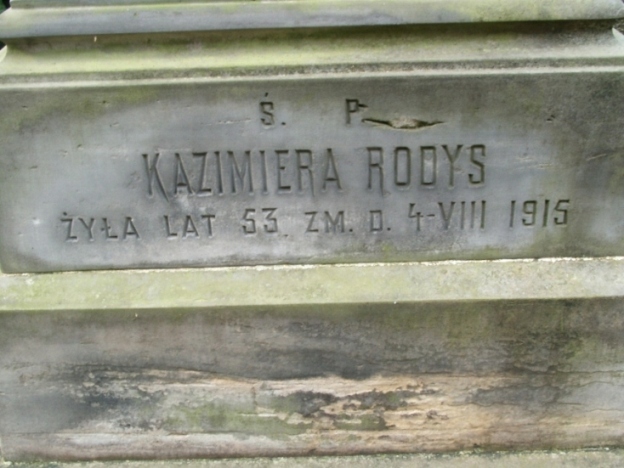 Ś. P.
KAZIMIERA RODYS
ŻYŁA LAT 53. ZM. D. 4-VIII 1915